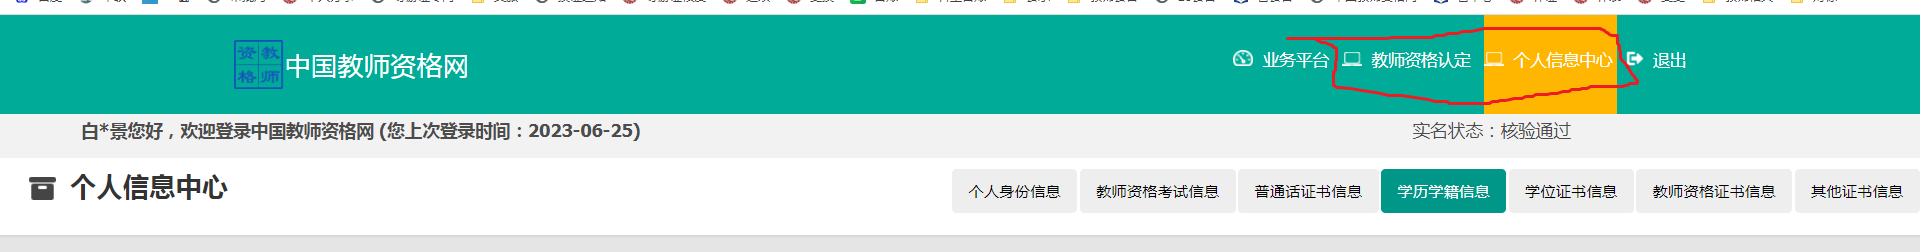 资 教
格 师
中国教师资格网
业务平台 教师资格认定 个人信息中心 退出
白*景您好，欢迎登录中国教师资格网 (您上次登录时间：2023-06-25)
实名状态：核验通过
个人信息中心
个人身份信息 教师资格考试信息 普通话证书信息 学历学籍信息 学位证书信息 教师资格证书信息 其他证书信息